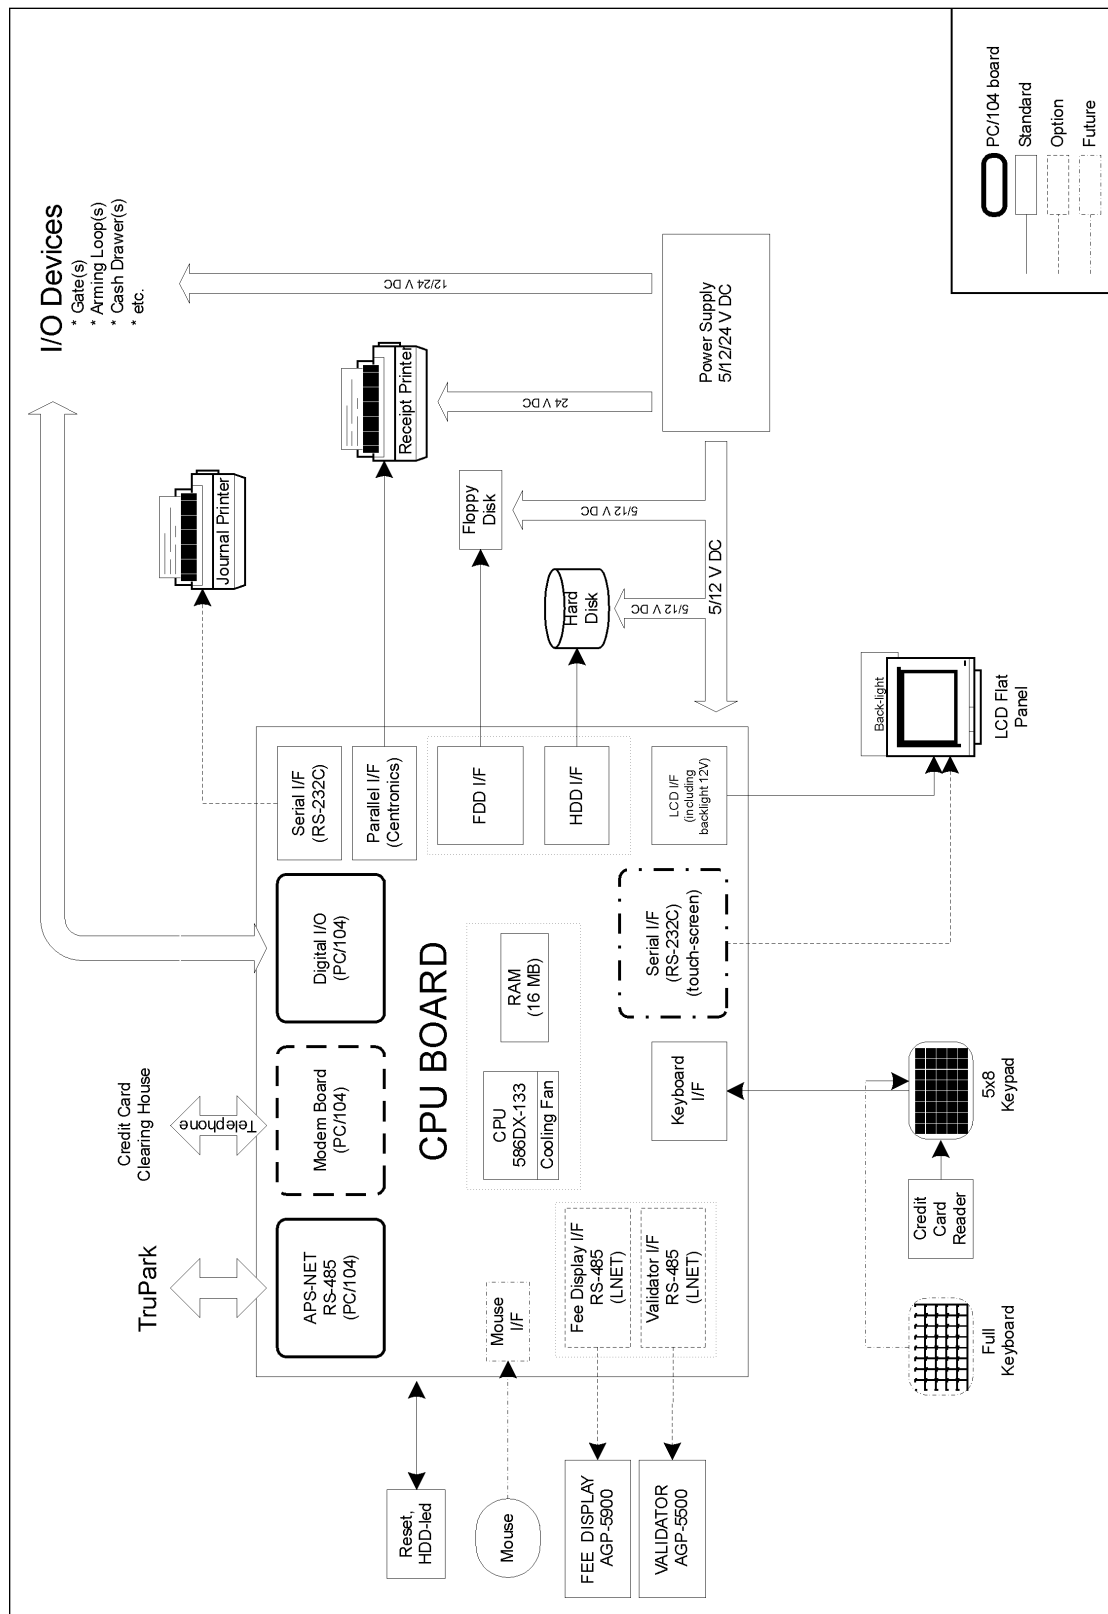 I/O Devices
* Gate(s)
* Arming Loop(s)
* Cash Drawer(s)
* etc.
Credit Card
Clearing House
TruPark
Telephone
Journal Printer
Receipt Printer
12/24 V DC
24 V DC
Power Supply
5/12/24 V DC
Floppy
Disk
5/12 V DC
Hard
Disk
5/12 V DC
5/12 V DC
APS-NET
RS-485
(PC/104)
Modem Board
(PC/104)
Digital I/O
(PC/104)
Serial I/F
(RS-232C)
Parallel I/F
(Centronics)
FDD I/F
HDD I/F
LCD I/F
(including
backlight 12V)
CPU BOARD
CPU
586DX-133
Cooling Fan
RAM
(16 MB)
Mouse
I/F
Fee Display I/F
RS-485
(LNET)
Validator I/F
RS-485
(LNET)
Keyboard
I/F
Serial I/F
(RS-232C)
(touch-screen)
Reset,
HDD-led
Mouse
FEE DISPLAY
AGP-5900
VALIDATOR
AGP-5500
Full
Keyboard
Credit
Card
Reader
5x8
Keypad
Back-light
LCD Flat
Panel
PC/104 board
Standard
Option
Future